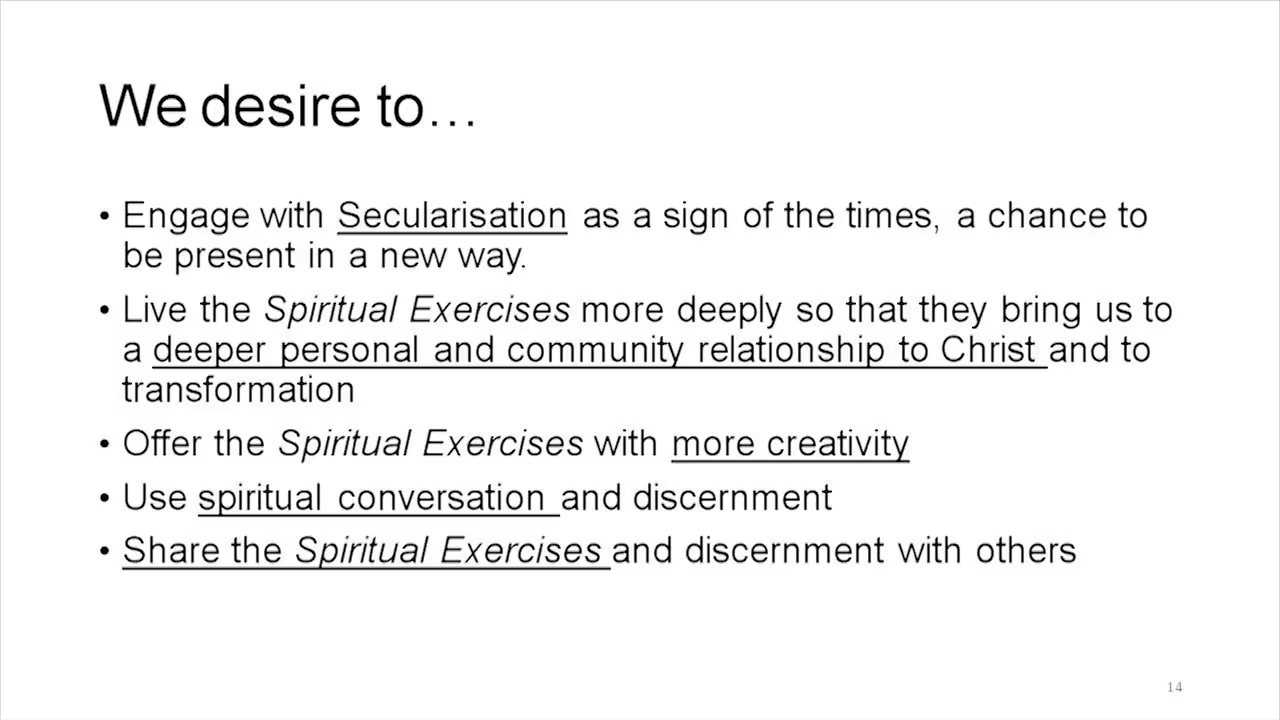 We desire to…
• Engage with Secularisation as a sign of the times, a chance to
be present in a new way.
• Live the Spiritual Exercises more deeply so that they bring us to
a deeper personal and community relationship to Christ and to
transformation
• Offer the Spiritual Exercises with more creativity
• Use spiritual conversation and discernment
• Share the Spiritual Exercises and discernment with others
14